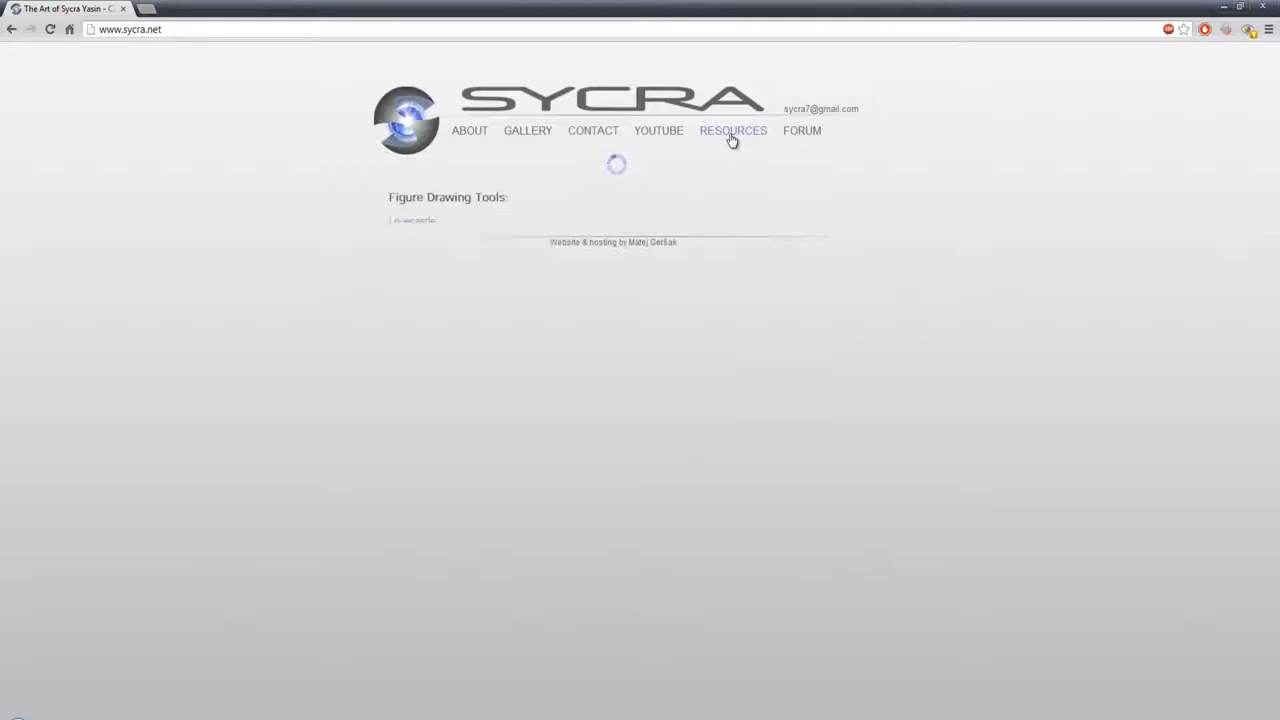 The Art of Sycra Yasin - C
www.sycra.net
SYCRA
sycra7@gmail.com
ABOUT GALLERY CONTACT YOUTUBE RESOURCES FORUM
Figure Drawing Tools:
Website & hosting by Matej Geršak